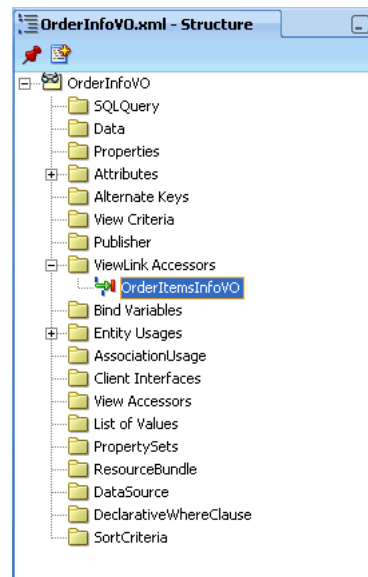 OrderInfoVO.xml - Structure
OrderInfoVO
SQLQuery
Data
Properties
Attributes
Alternate Keys
View Criteria
Publisher
ViewLink Accessors
OrderItemsInfoVO
Bind Variables
Entity Usages
AssociationUsage
Client Interfaces
View Accessors
List of Values
PropertySets
ResourceBundle
DataSource
DeclarativeWhereClause
SortCriteria